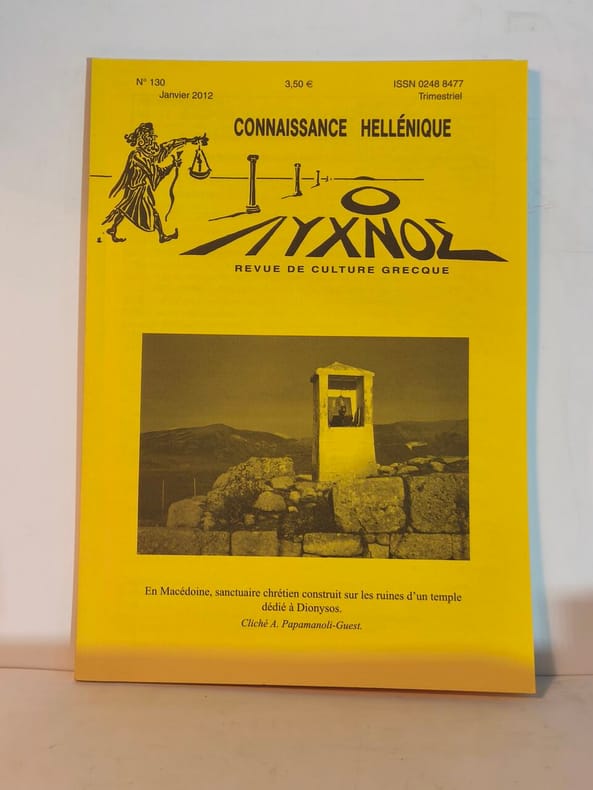 N° 130 3,50 € ISSN 0248 8477
Janvier 2012 Trimestriel
CONNAISSANCE HELLÉNIQUE
Ο
ΛΥΧΝΟΣ
REVUE DE CULTURE GRECQUE
En Macédoine, sanctuaire chrétien construit sur les ruines d'un temple
dédié à Dionysos.
Cliché A. Papamanoli-Guest.